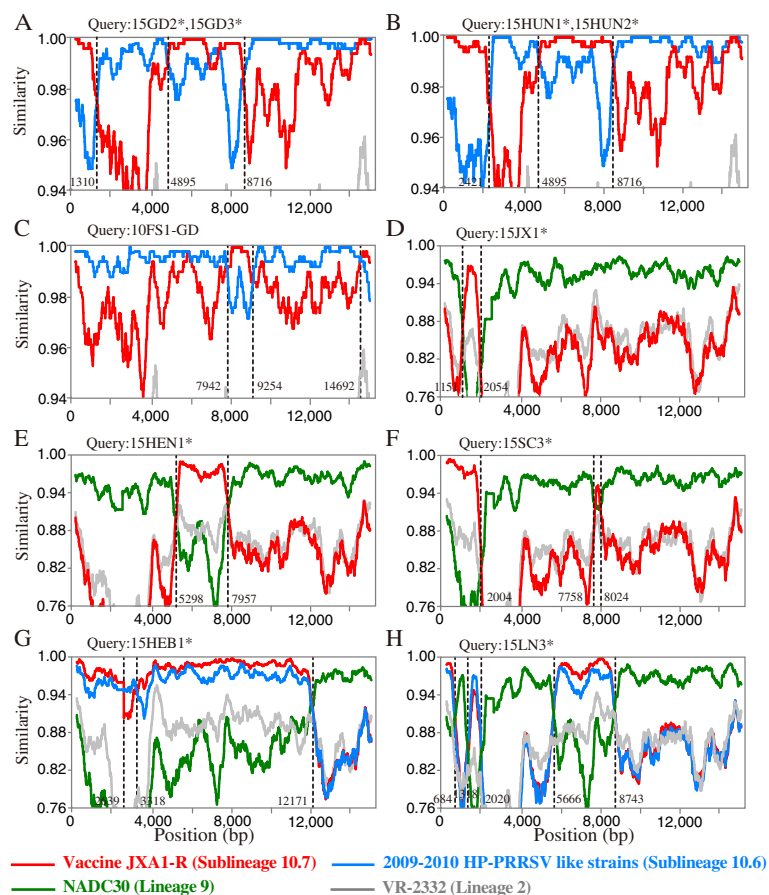 A Query:15GD2*,15GD3*
1.00
0.98
0.96
0.94
Similarity
1310 4895 8716
0 4,000 8,000 12,000
B Query:15HUN1*,15HUN2*
1.00
0.98
0.96
0.94
2421 4895 8716
0 4,000 8,000 12,000
C Query:10FS1-GD
1.00
0.98
0.96
0.94
Similarity
7942 9254 14692
0 4,000 8,000 12,000
D Query:15JX1*
1.00
0.94
0.88
0.82
0.76
2054
0 4,000 8,000 12,000
E Query:15HEN1*
1.00
0.94
0.88
0.82
0.76
Similarity
5298 7957
0 4,000 8,000 12,000
F Query:15SC3*
1.00
0.94
0.88
0.82
0.76
2004 7758 8024
0 4,000 8,000 12,000
G Query:15HEB1*
1.00
0.94
0.88
0.82
0.76
Similarity
3318 12171
0 4,000 8,000 12,000
Position (bp)
H Query:15LN3*
1.00
0.94
0.88
0.82
0.76
684 2020 5666 8743
0 4,000 8,000 12,000
Position (bp)
Vaccine JXA1-R (Sublineage 10.7)
2009-2010 HP-PRRSV like strains (Sublineage 10.6)
NADC30 (Lineage 9)
VR-2332 (Lineage 2)